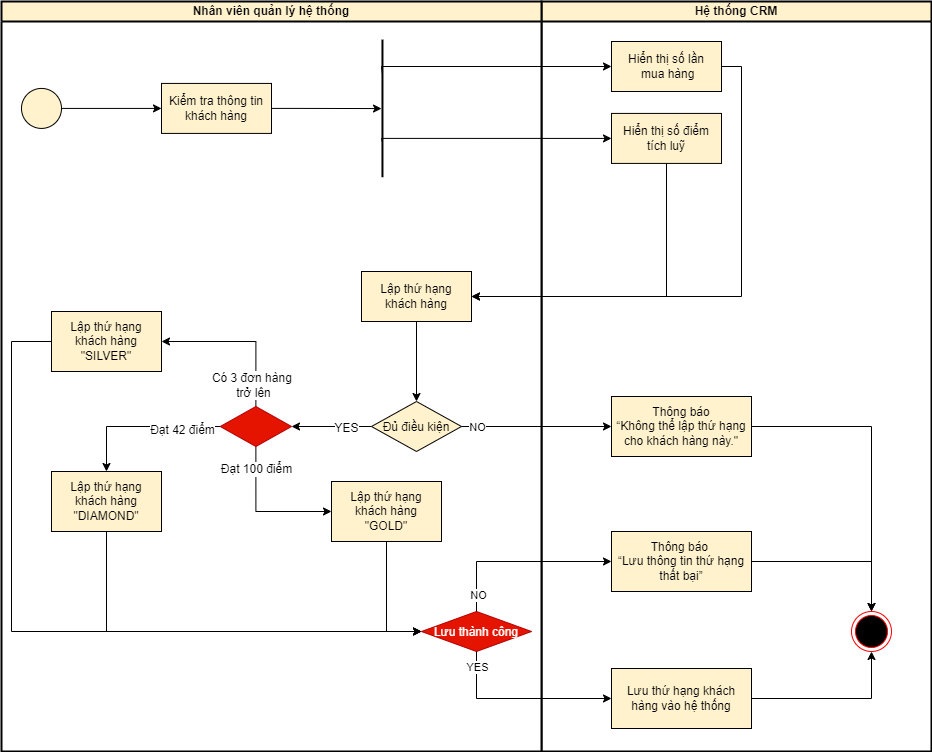 Nhân viên quản lý hệ thống
Hệ thống CRM
Kiểm tra thông tin
khách hàng
Hiển thị số lần
mua hàng
Hiển thị số điểm
tích luỹ
Lập thứ hạng
khách hàng
Lập thứ hạng
khách hàng
"SILVER"
Có 3 đơn hàng
trở lên
Đạt 42 điểm
YES
Đủ điều kiện
NO
Thông báo
“Không thể lập thứ hạng
cho khách hàng này."
Đạt 100 điểm
Lập thứ hạng
khách hàng
"DIAMOND"
Lập thứ hạng
khách hàng
"GOLD"
Thông báo
“Lưu thông tin thứ hạng
thất bại”
NO
Lưu thành công
YES
Lưu thứ hạng khách
hàng vào hệ thống